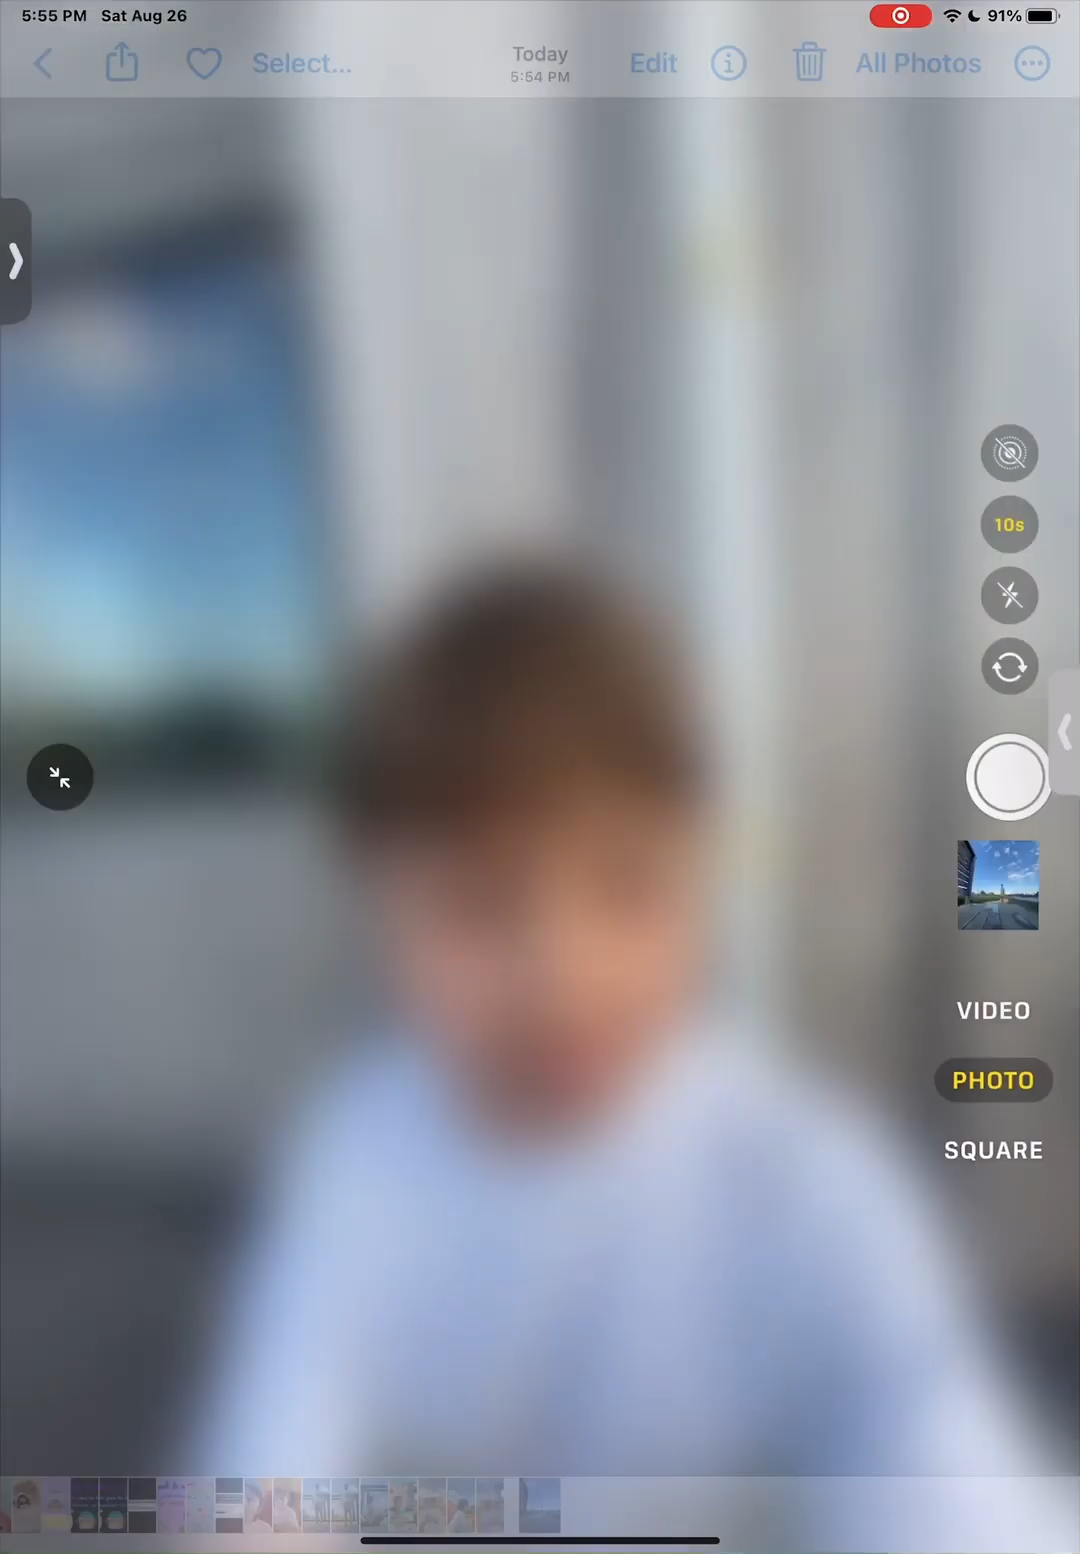 5:55 PM Sat Aug 26
91%
Select...
Today
5:54 PM
Edit
All Photos
10s
VIDEO
PHOTO
SQUARE